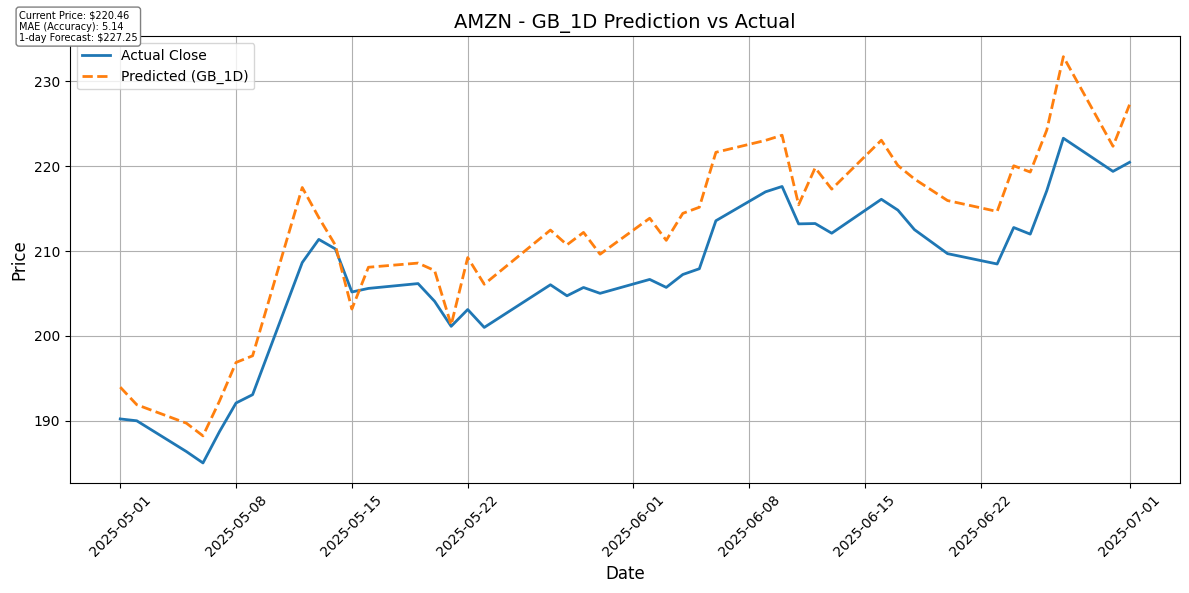 Current Price: $220.46
MAE (Accuracy): 5.14
1-day Forecast: $227.25
AMZN - GB_1D Prediction vs Actual
Actual Close
Predicted (GB_1D)
Price
230
220
210
200
190
2025-05-01
2025-05-08
2025-05-15
2025-05-22
2025-06-01
2025-06-08
2025-06-15
2025-06-22
2025-07-01
Date